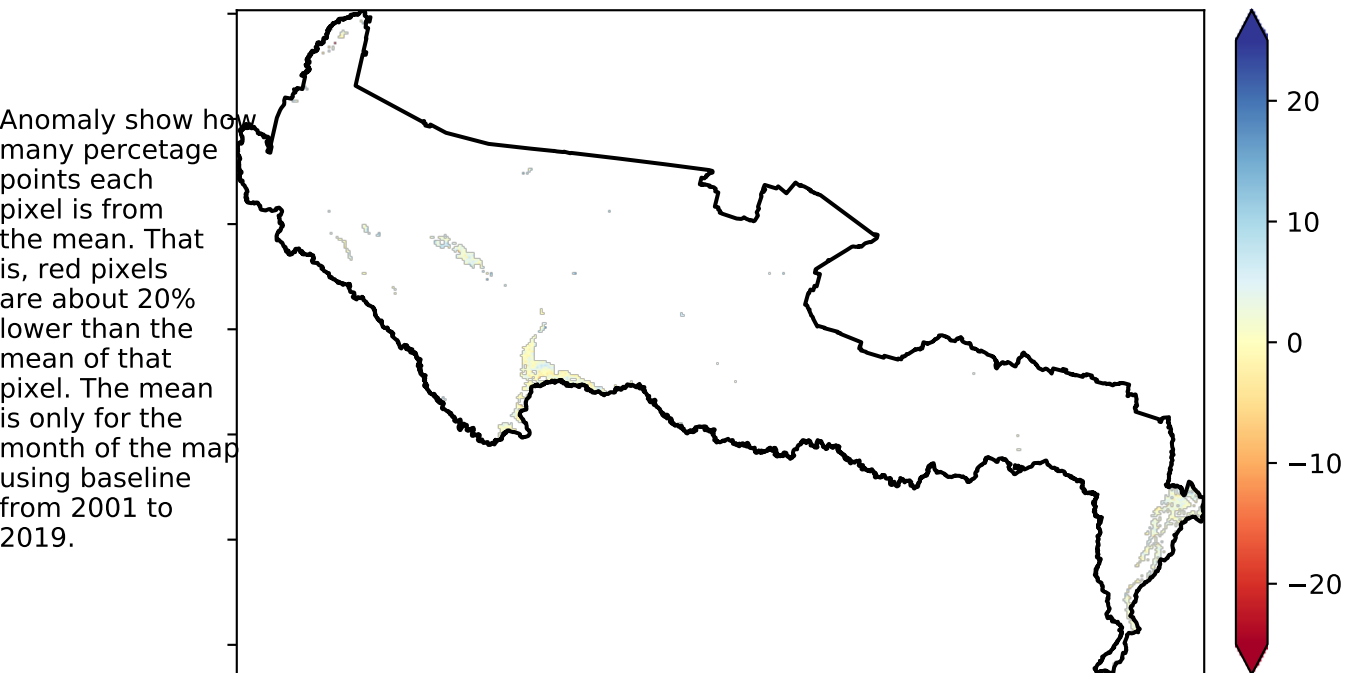 Anomaly show how
many percetage
points each
pixel is from
the mean. That
is, red pixels
are about 20%
lower than the
mean of that
pixel. The mean
is only for the
month of the map
using baseline
from 2001 to
2019.
20
10
0
−10
−20